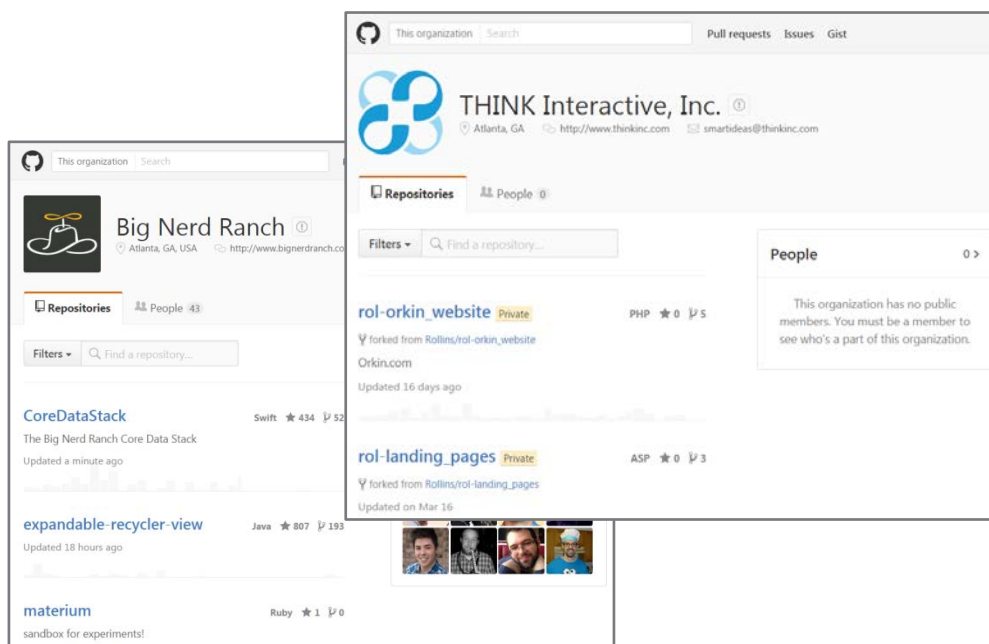 This organization Search Pull requests Issues Gist
THINK Interactive, Inc.
Atlanta, GA http://www.thinkinc.com smartideas@thinkinc.com
Repositories People 0
Filters Find a repository...
People 0
This organization has no public
members. You must be a member to
see who's a part of this organization.
rol-orkin_website Private PHP 0 5
forked from Rollins/rol-orkin_website
Orkin.com
Updated 16 days ago
rol-landing_pages Private ASP 0 3
forked from Rollins/rol-landing_pages
Updated on Mar 16
This organization Search
Big Nerd Ranch
Atlanta, GA, USA http://www.bignerdranch.co
Repositories People 43
Filters Find a repository...
CoreDataStack Swift 434 52
The Big Nerd Ranch Core Data Stack
Updated a minute ago
expandable-recycler-view Java 807 193
Updated 18 hours ago
materium Ruby 1 0
sandbox for experiments!